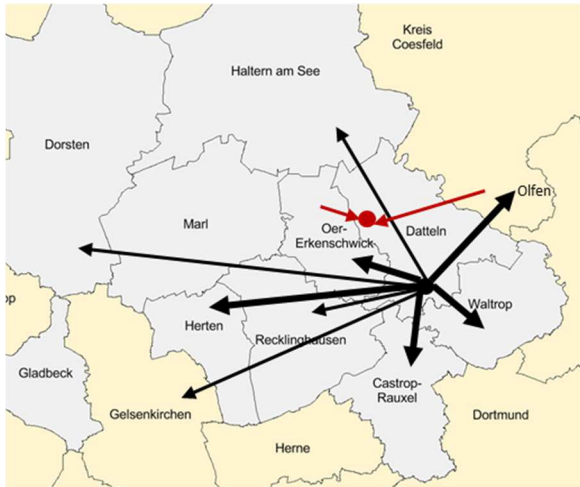 Kreis
Coesfeld
Haltern am See
Dorsten
Olfen
Marl
Oer-
Erkenschwick
Datteln
op
Waltrop
Herten
Recklinghausen
Gladbeck
Castrop-
Rauxel
Gelsenkirchen
Dortmund
Herne